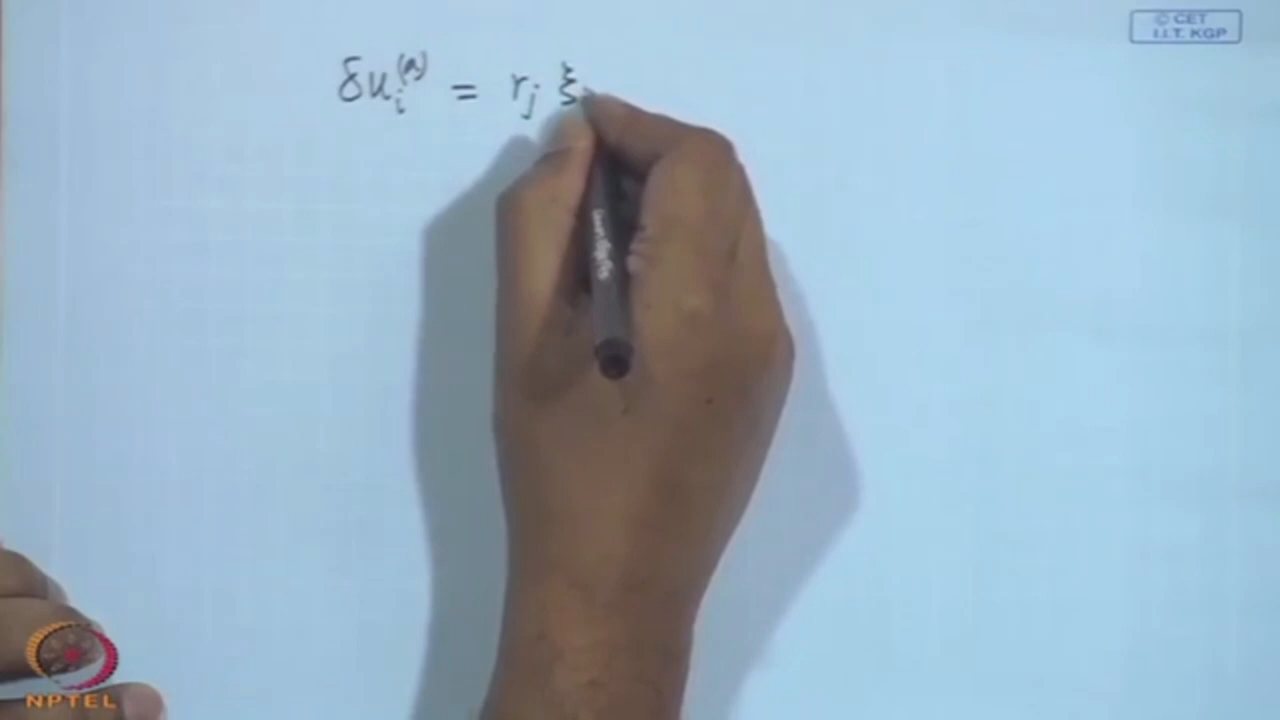 © CET
I.I.T. KGP
δu_i^(a) = r_j ξ
NPTEL